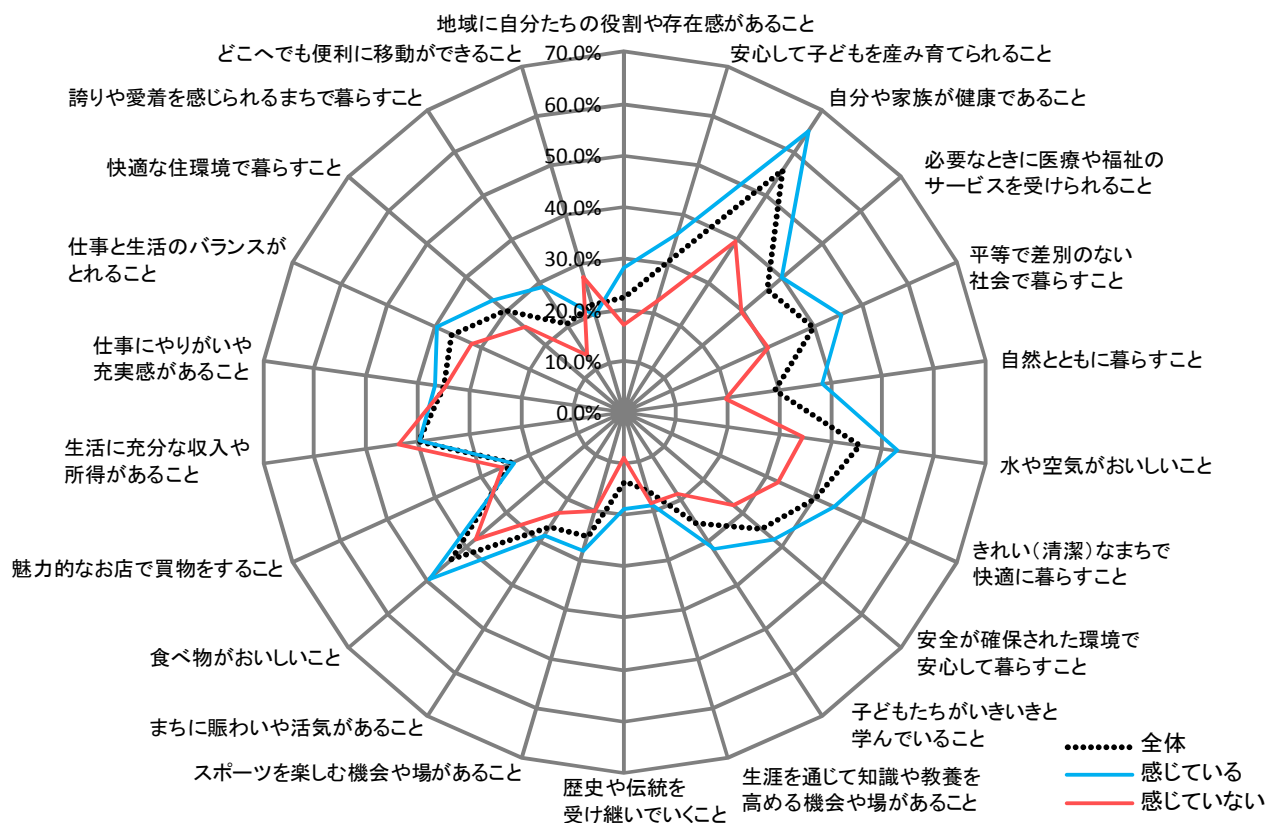 地域に自分たちの役割や存在感があること
安心して子どもを産み育てられること
自分や家族が健康であること
必要なときに医療や福祉の
サービスを受けられること
平等で差別のない
社会で暮らすこと
自然とともに暮らすこと
水や空気がおいしいこと
きれい(清潔)なまちで
快適に暮らすこと
安全が確保された環境で
安心して暮らすこと
子どもたちがいきいきと
学んでいること
生涯を通じて知識や教養を
高める機会や場があること
歴史や伝統を
受け継いでいくこと
スポーツを楽しむ機会や場があること
まちに賑わいや活気があること
食べ物がおいしいこと
魅力的なお店で買物をすること
生活に充分な収入や
所得があること
仕事にやりがいや
充実感があること
仕事と生活のバランスが
とれること
快適な住環境で暮らすこと
誇りや愛着を感じられるまちで暮らすこと
どこへでも便利に移動ができること
70.0%
60.0%
50.0%
40.0%
30.0%
20.0%
10.0%
0.0%
全体
感じている
感じていない